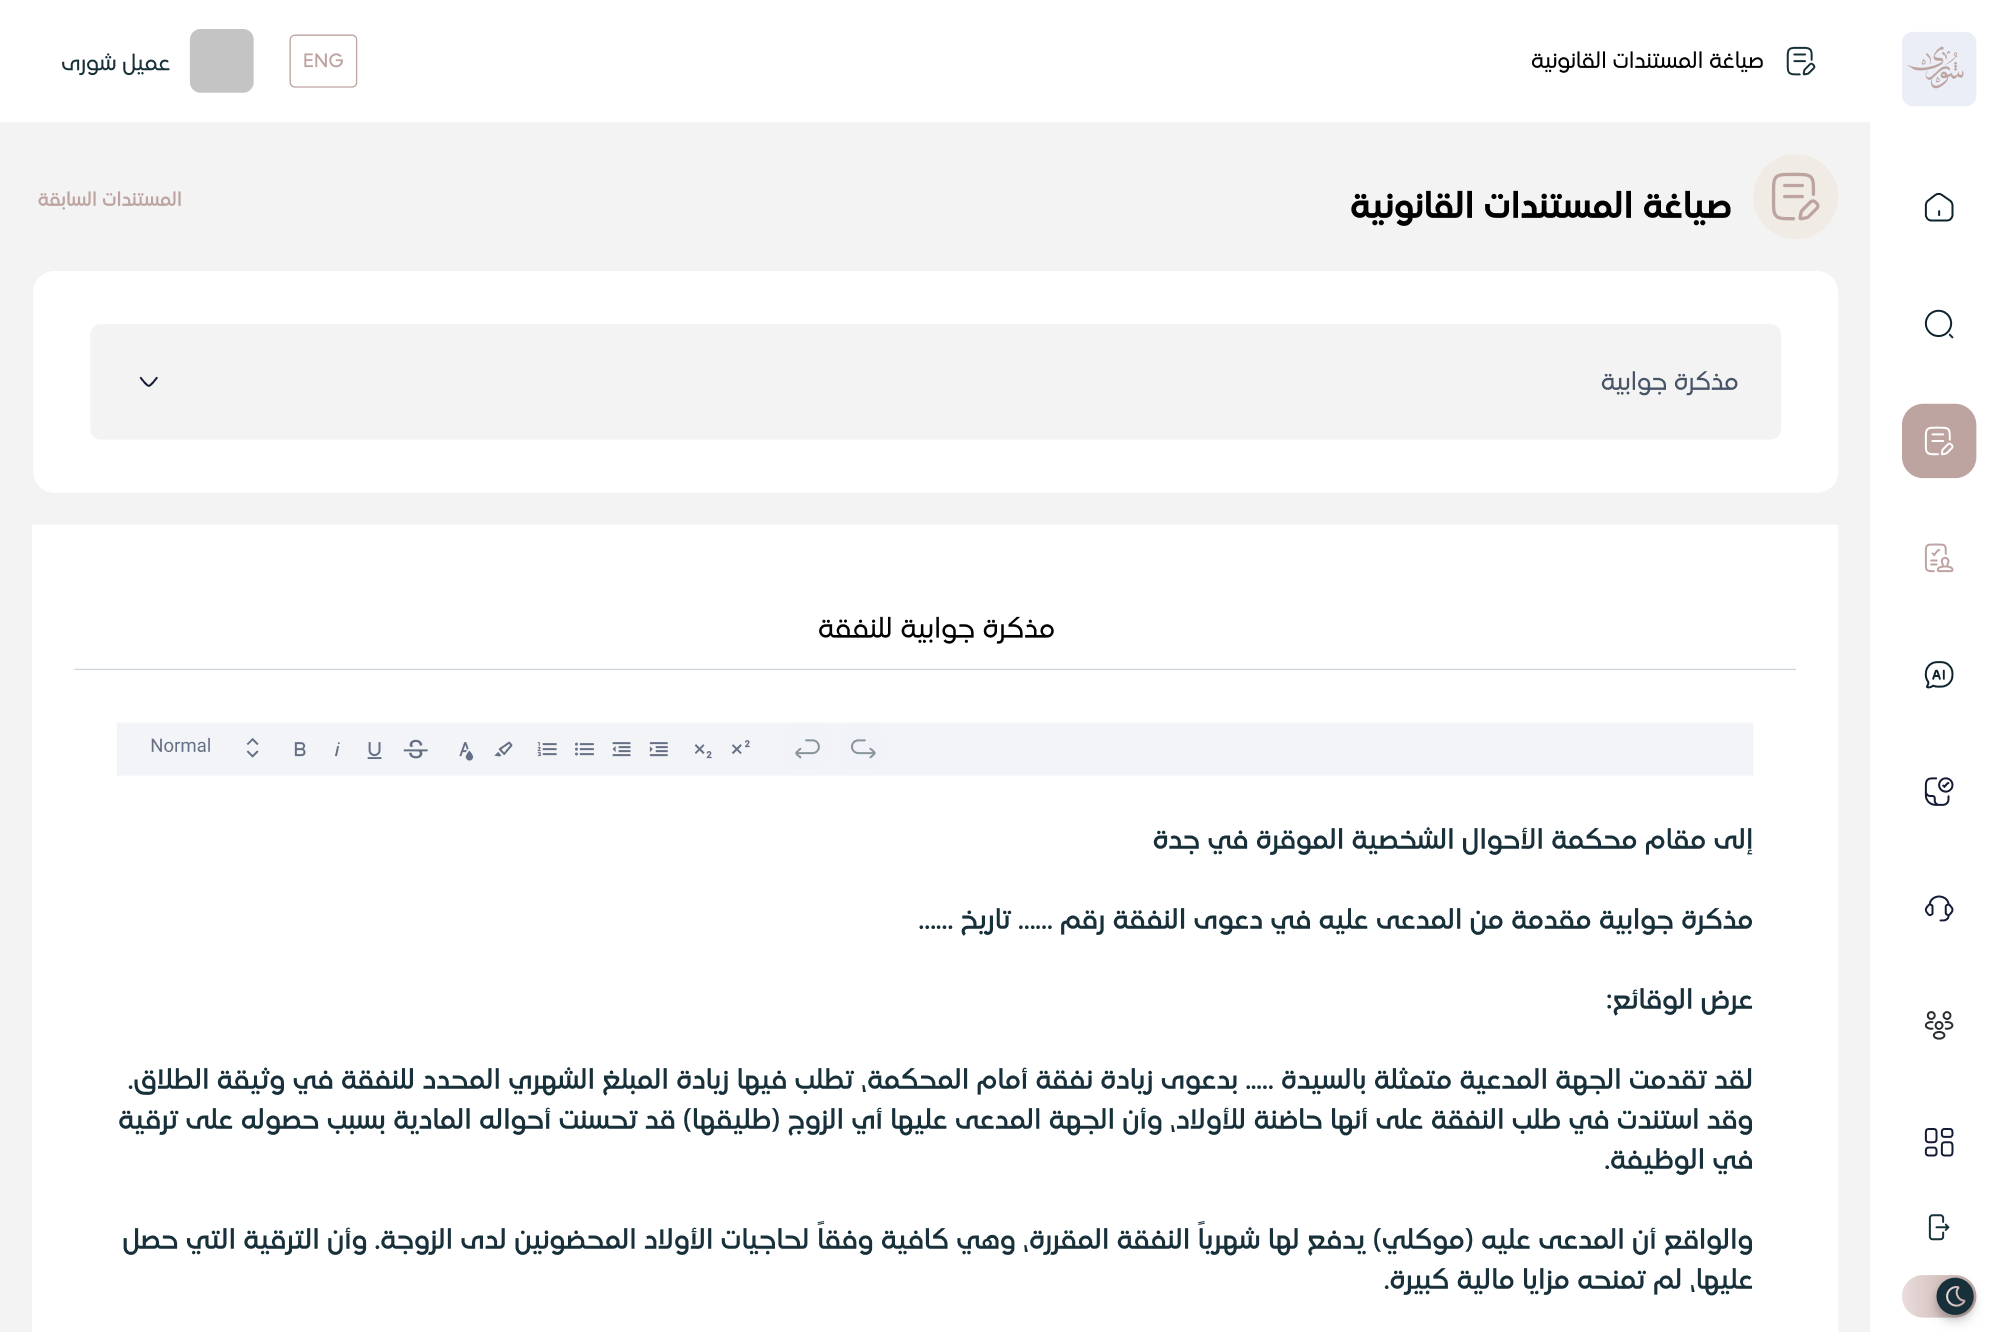 شورى
صياغة المستندات القانونية
ENG
عميل شورى
صياغة المستندات القانونية
المستندات السابقة
مذكرة جوابية
مذكرة جوابية للنفقة
Normal
B i U S A x₂ x²
إلى مقام محكمة الأحوال الشخصية الموقرة في جدة
مذكرة جوابية مقدمة من المدعى عليه في دعوى النفقة رقم ...... تاريخ ......
عرض الوقائع:
لقد تقدمت الجهة المدعية متمثلة بالسيدة ..... بدعوى زيادة نفقة أمام المحكمة، تطلب فيها زيادة المبلغ الشهري المحدد للنفقة في وثيقة الطلاق.
وقد استندت في طلب النفقة على أنها حاضنة للأولاد، وأن الجهة المدعى عليها أي الزوج (طليقها) قد تحسنت أحواله المادية بسبب حصوله على ترقية
في الوظيفة.
والواقع أن المدعى عليه (موكلي) يدفع لها شهرياً النفقة المقررة، وهي كافية وفقاً لحاجيات الأولاد المحضونين لدى الزوجة. وأن الترقية التي حصل
عليها، لم تمنحه مزايا مالية كبيرة.
AI